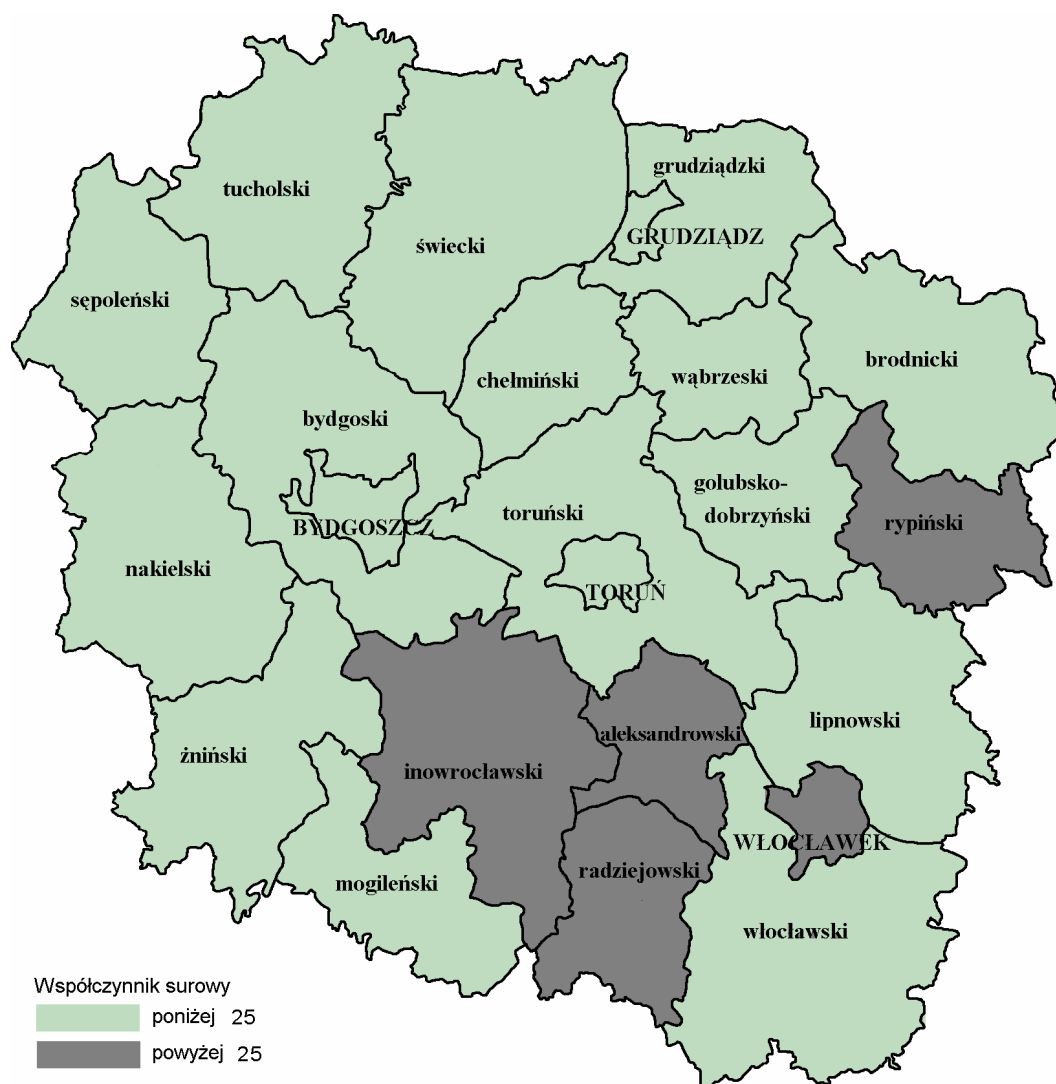 grudziądzki
tucholski
GRUDZIĄDZ
świecki
sępoleński
brodnicki
chełmiński
wąbrzeski
bydgoski
golubsko-
dobrzyński
toruński
rypiński
BYDGOSZCZ
nakielski
TORUŃ
lipnowski
aleksandrowski
żniński
inowrocławski
WŁOCŁAWEK
radziejowski
mogileński
włocławski
Współczynnik surowy
poniżej 25
powyżej 25